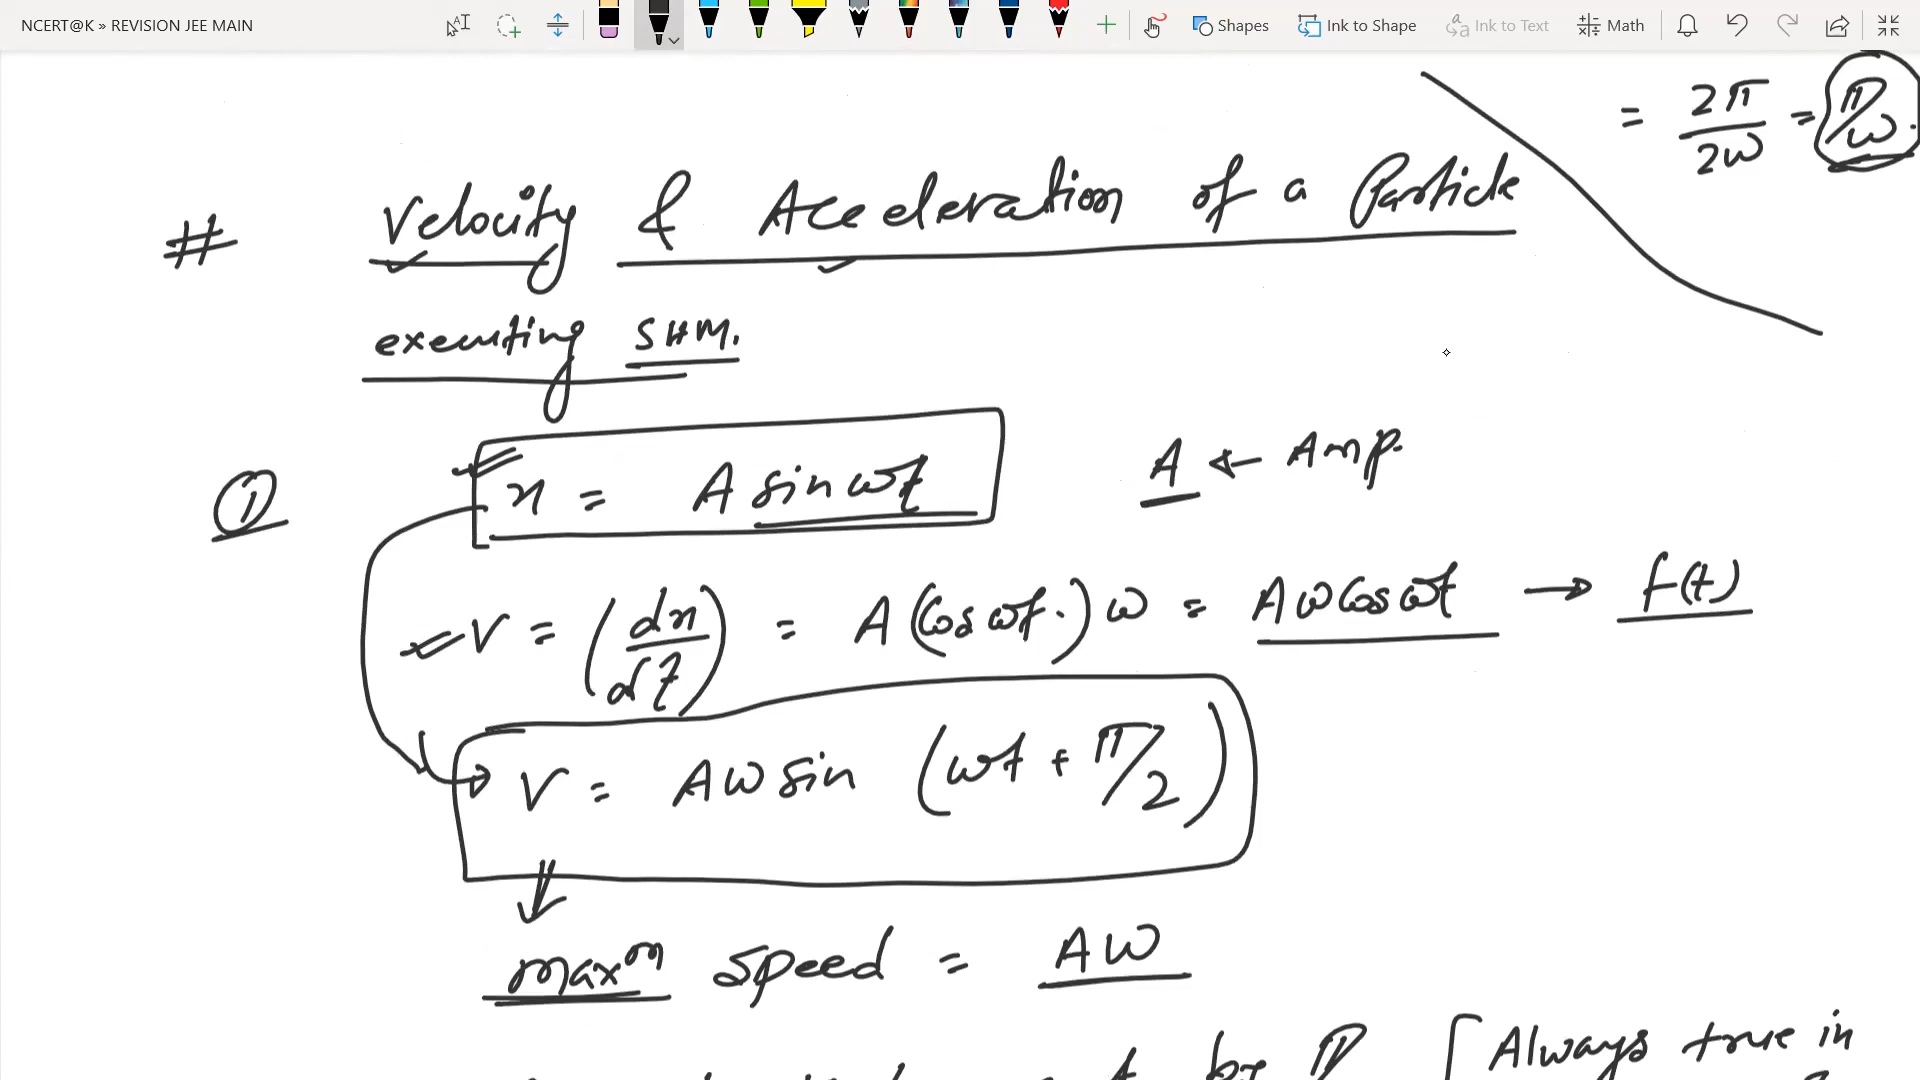 NCERT@K » REVISION JEE MAIN
Shapes Ink to Shape Ink to Text Math
= 2π/2ω = π/ω.
# Velocity & Acceleration of a Particle
executing SHM.
① x = A sin ωt A ← Amp.
v = (dx/dt) = A(Cos ωt.) ω = Aω Cos ωt → f(t)
v = Aω sin (ωt + π/2)
maxᵐ speed = Aω
by π [Always true in